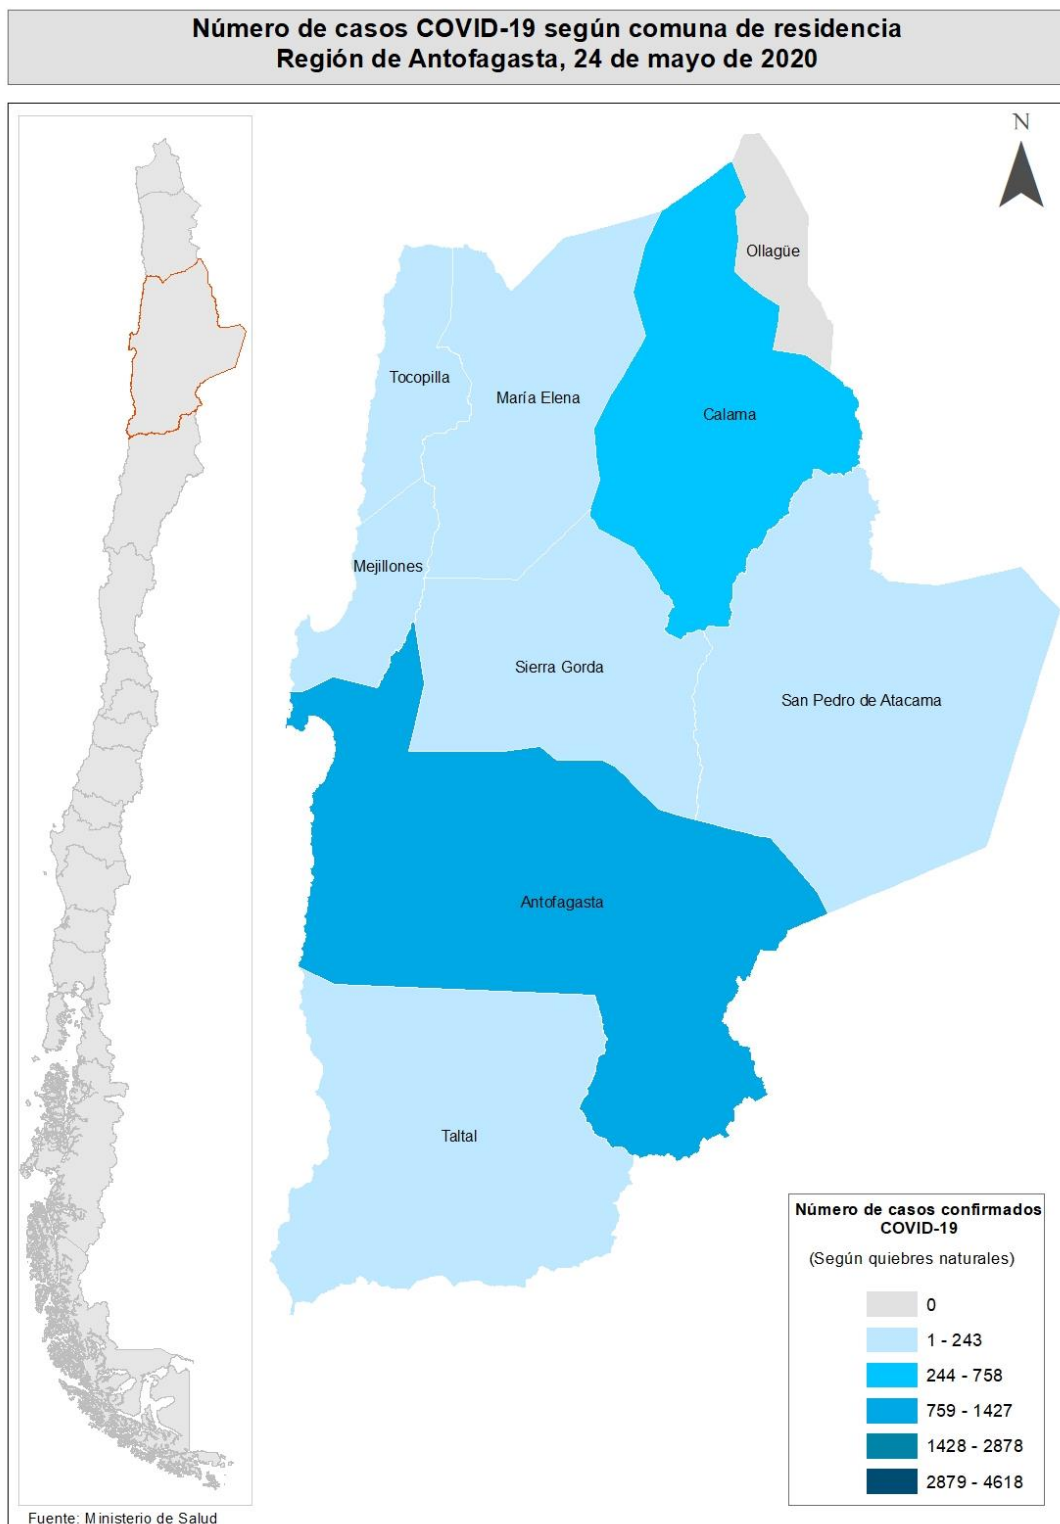 Número de casos COVID-19 según comuna de residencia
Región de Antofagasta, 24 de mayo de 2020
N
Ollagüe
Tocopilla
María Elena
Calama
Mejillones
Sierra Gorda
San Pedro de Atacama
Antofagasta
Taltal
Número de casos confirmados
COVID-19
(Según quiebres naturales)
0
1 - 243
244 - 758
759 - 1427
1428 - 2878
2879 - 4618
Fuente: Ministerio de Salud